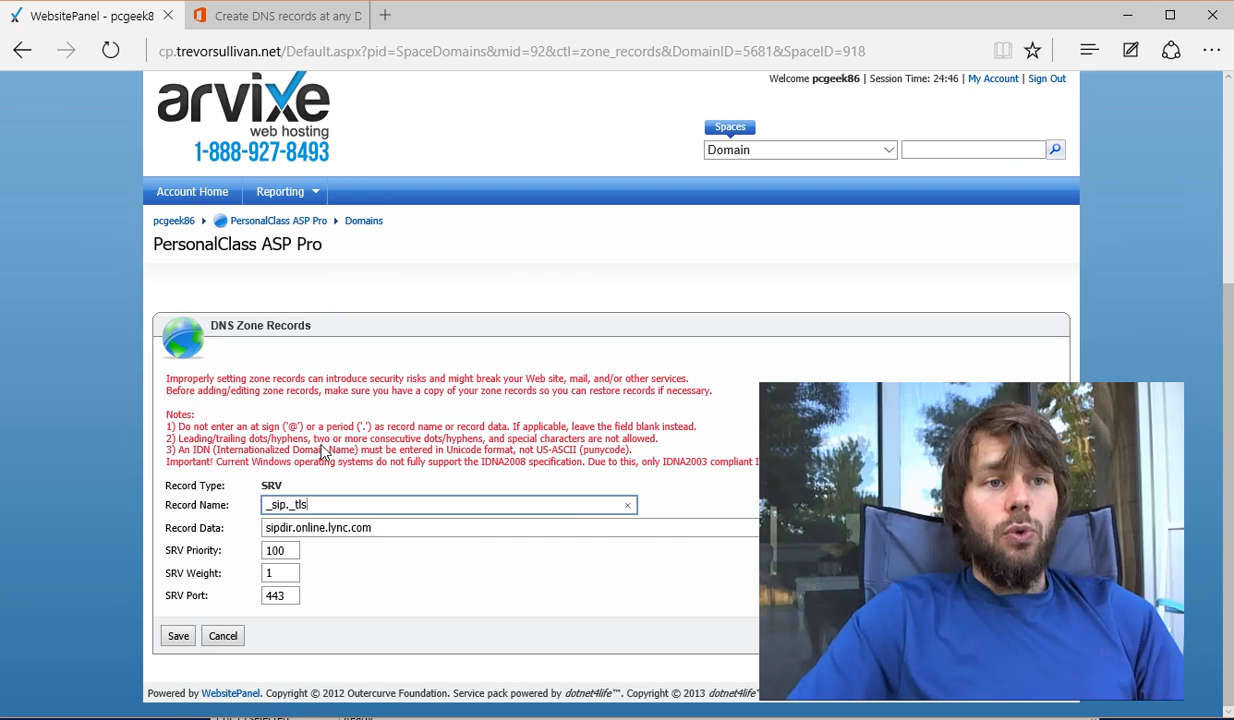 WebsitePanel - pcgeek8
Create DNS records at any D
cp.trevorsullivan.net/Default.aspx?pid=SpaceDomains&mid=92&ctl=zone_records&DomainID=5681&SpaceID=918
arvixe
web hosting
1-888-927-8493
Welcome pcgeek86 | Session Time: 24:46 | My Account | Sign Out
Spaces
Domain
Account Home
Reporting
pcgeek86
PersonalClass ASP Pro
Domains
PersonalClass ASP Pro
DNS Zone Records
Improperly setting zone records can introduce security risks and might break your Web site, mail, and/or other services.
Before adding/editing zone records, make sure you have a copy of your zone records so you can restore records if necessary.
Notes:
1) Do not enter an at sign ('@') or a period ('.') as record name or record data. If applicable, leave the field blank instead.
2) Leading/trailing dots/hyphens, two or more consecutive dots/hyphens, and special characters are not allowed.
3) An IDN (Internationalized Domain Name) must be entered in Unicode format, not US-ASCII (punycode).
Important! Current Windows operating systems do not fully support the IDNA2008 specification. Due to this, only IDNA2003 compliant I
Record Type: SRV
Record Name: _sip._tls
Record Data: sipdir.online.lync.com
SRV Priority: 100
SRV Weight: 1
SRV Port: 443
Save
Cancel
Powered by WebsitePanel. Copyright © 2012 Outercurve Foundation. Service pack powered by dotnet4life™. Copyright © 2013 dotnet4life™